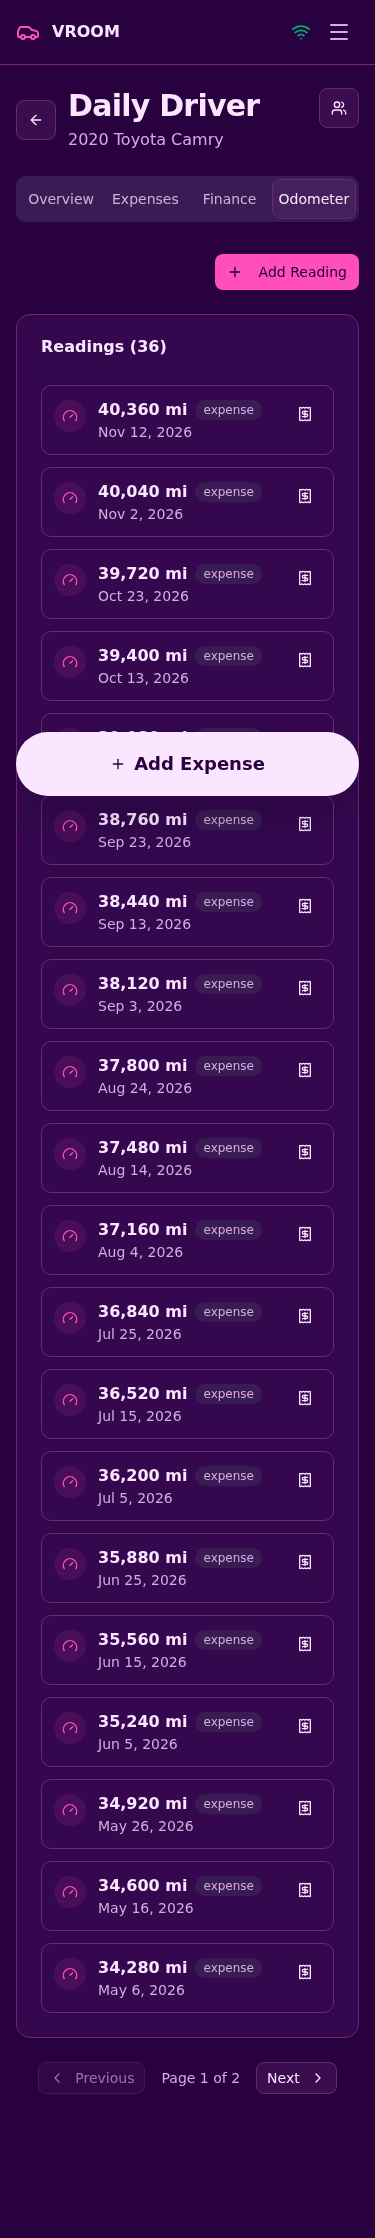 VROOM
Daily Driver
2020 Toyota Camry
Overview Expenses Finance Odometer
+ Add Reading
Readings (36)
40,360 mi expense
Nov 12, 2026
40,040 mi expense
Nov 2, 2026
39,720 mi expense
Oct 23, 2026
39,400 mi expense
Oct 13, 2026
+ Add Expense
38,760 mi expense
Sep 23, 2026
38,440 mi expense
Sep 13, 2026
38,120 mi expense
Sep 3, 2026
37,800 mi expense
Aug 24, 2026
37,480 mi expense
Aug 14, 2026
37,160 mi expense
Aug 4, 2026
36,840 mi expense
Jul 25, 2026
36,520 mi expense
Jul 15, 2026
36,200 mi expense
Jul 5, 2026
35,880 mi expense
Jun 25, 2026
35,560 mi expense
Jun 15, 2026
35,240 mi expense
Jun 5, 2026
34,920 mi expense
May 26, 2026
34,600 mi expense
May 16, 2026
34,280 mi expense
May 6, 2026
Previous Page 1 of 2 Next